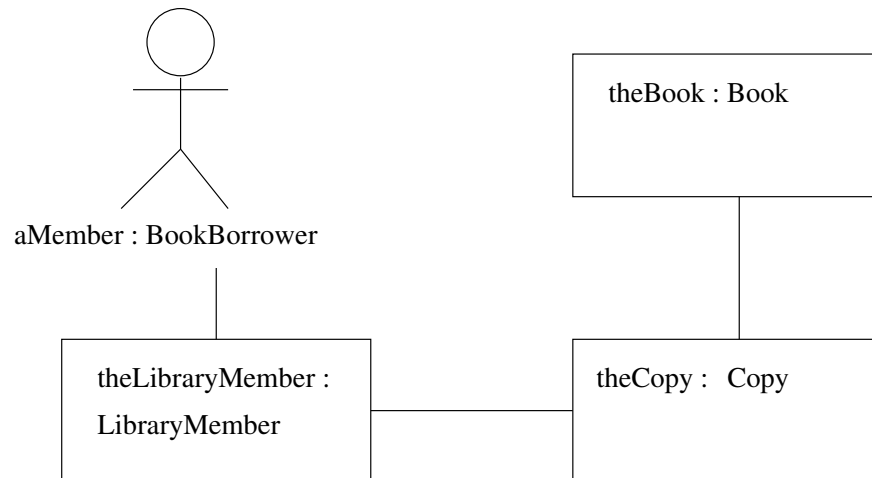 theBook : Book
aMember : BookBorrower
theLibraryMember :
LibraryMember
theCopy : Copy